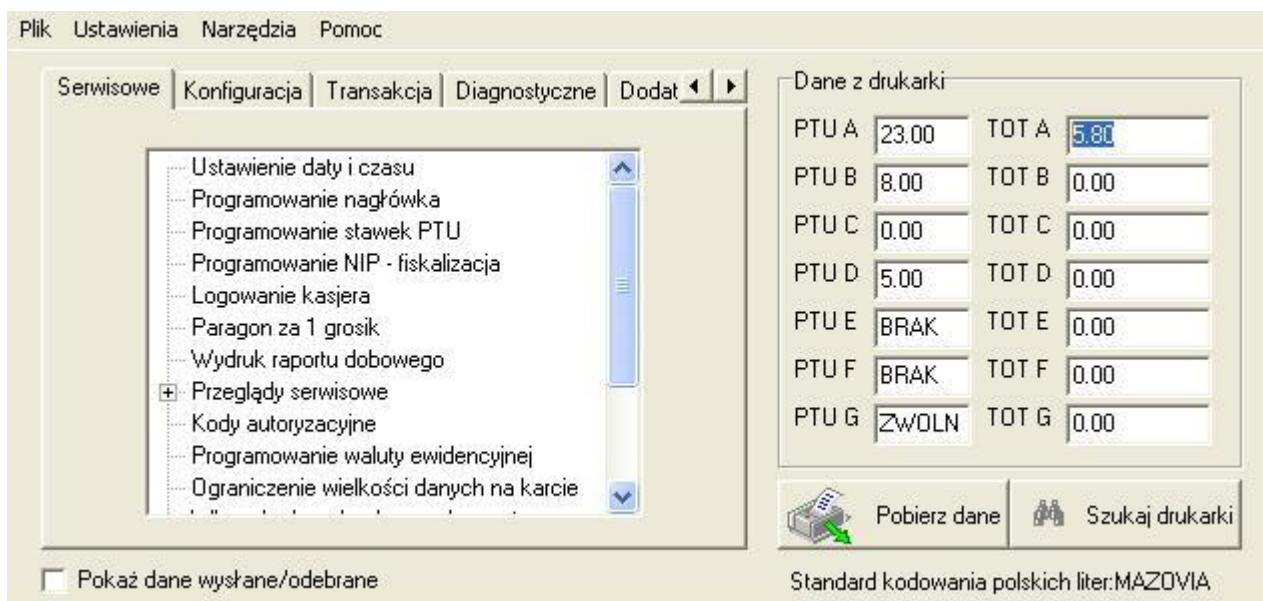 Plik Ustawienia Narzędzia Pomoc
Serwisowe Konfiguracja Transakcja Diagnostyczne Dodat
Ustawienie daty i czasu
Programowanie nagłówka
Programowanie stawek PTU
Programowanie NIP - fiskalizacja
Logowanie kasjera
Paragon za 1 grosik
Wydruk raportu dobowego
Przeglądy serwisowe
Kody autoryzacyjne
Programowanie waluty ewidencyjnej
Ograniczenie wielkości danych na karcie
Pokaż dane wysłane/odebrane
Dane z drukarki
PTU A 23.00 TOT A 5.80
PTU B 8.00 TOT B 0.00
PTU C 0.00 TOT C 0.00
PTU D 5.00 TOT D 0.00
PTU E BRAK TOT E 0.00
PTU F BRAK TOT F 0.00
PTU G ZWOLN TOT G 0.00
Pobierz dane Szukaj drukarki
Standard kodowania polskich liter:MAZOVIA